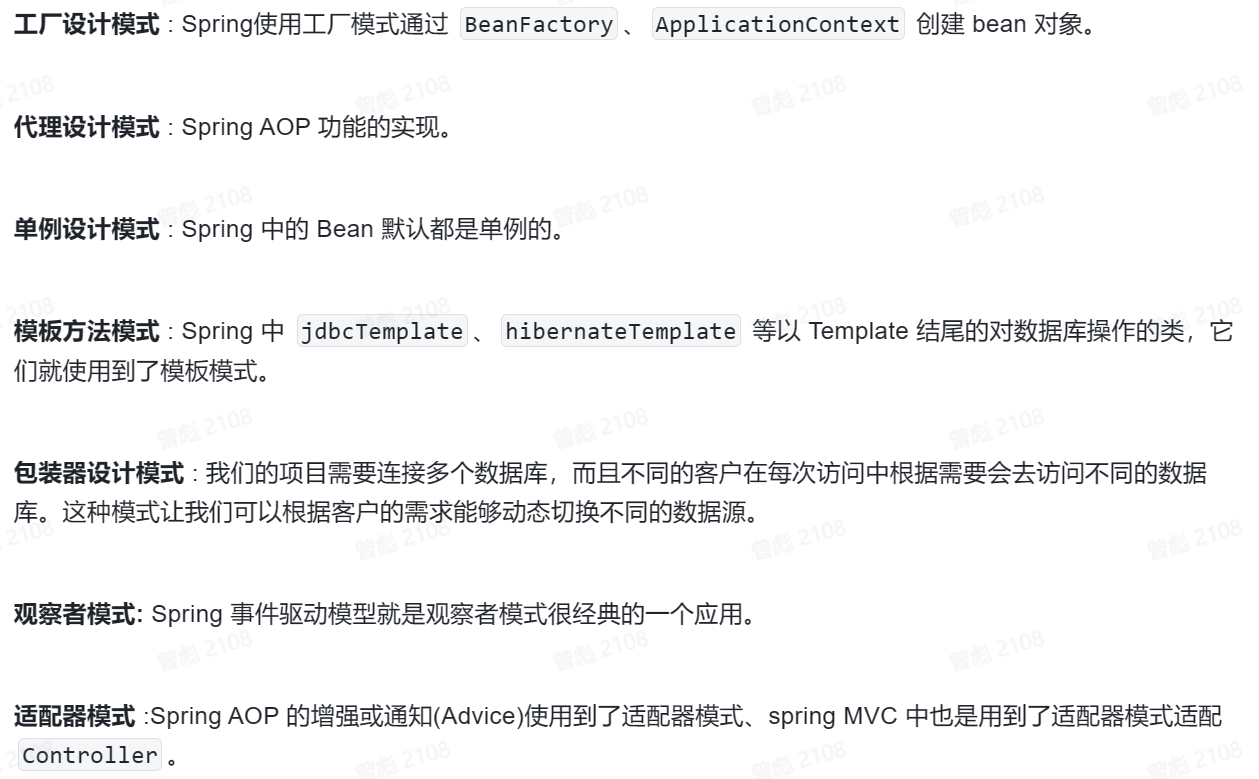 工厂设计模式 : Spring使用工厂模式通过 BeanFactory、ApplicationContext 创建 bean 对象。
代理设计模式 : Spring AOP 功能的实现。
单例设计模式 : Spring 中的 Bean 默认都是单例的。
模板方法模式 : Spring 中 jdbcTemplate、hibernateTemplate 等以 Template 结尾的对数据库操作的类，它
们就使用到了模板模式。
包装器设计模式 : 我们的项目需要连接多个数据库，而且不同的客户在每次访问中根据需要会去访问不同的数据
库。这种模式让我们可以根据客户的需求能够动态切换不同的数据源。
观察者模式: Spring 事件驱动模型就是观察者模式很经典的一个应用。
适配器模式 :Spring AOP 的增强或通知(Advice)使用到了适配器模式、spring MVC 中也是用到了适配器模式适配
Controller。
曾彪 2108